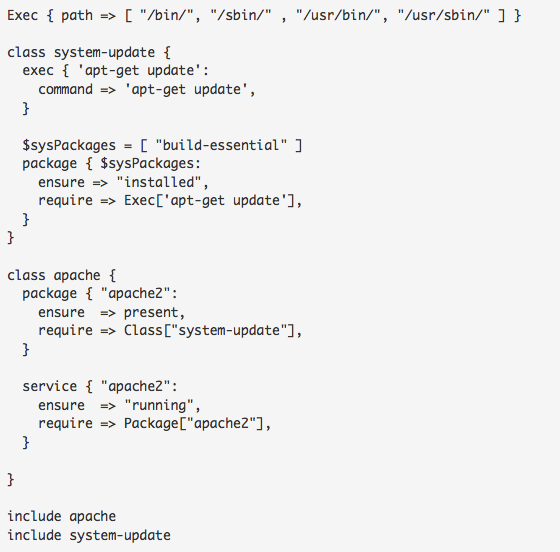 Exec { path => [ "/bin/", "/sbin/" , "/usr/bin/", "/usr/sbin/" ] }

class system-update {
  exec { 'apt-get update':
    command => 'apt-get update',
  }

  $sysPackages = [ "build-essential" ]
  package { $sysPackages:
    ensure => "installed",
    require => Exec['apt-get update'],
  }
}

class apache {
  package { "apache2":
    ensure  => present,
    require => Class["system-update"],
  }

  service { "apache2":
    ensure  => "running",
    require => Package["apache2"],
  }

}

include apache
include system-update